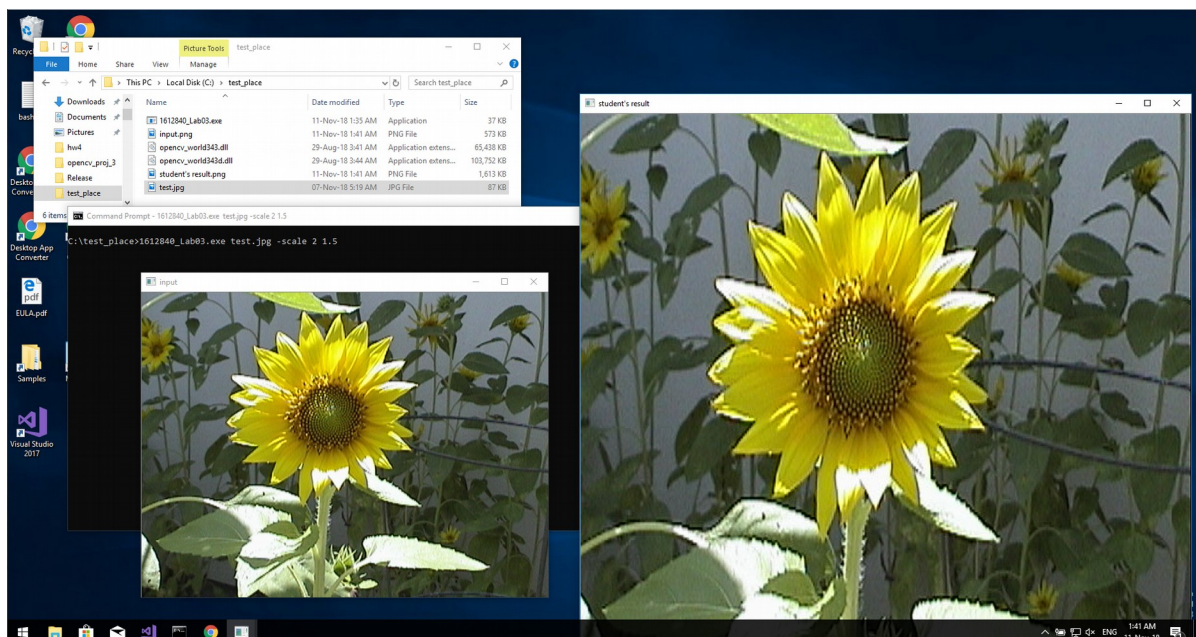 Picture Tools test_place
File Home Share View Manage
This PC > Local Disk (C:) > test_place
Search test_place
Name Date modified Type Size
Downloads
Documents
Pictures
hw4
opencv_proj_3
Release
test_place
1612840_Lab03.exe 11-Nov-18 1:35 AM Application 37 KB
input.png 11-Nov-18 1:41 AM PNG File 573 KB
opencv_world343.dll 29-Aug-18 3:41 AM Application extens... 65,438 KB
opencv_world343d.dll 29-Aug-18 3:44 AM Application extens... 103,752 KB
student's result.png 11-Nov-18 1:41 AM PNG File 1,613 KB
test.jpg 07-Nov-18 5:19 AM JPG File 87 KB
6 items
Command Prompt - 1612840_Lab03.exe test.jpg -scale 2 1.5
C:\test_place>1612840_Lab03.exe test.jpg -scale 2 1.5
input
student's result
Desktop App
Converter
pdf
EULA.pdf
Samples
Visual Studio
2017
ENG
1:41 AM